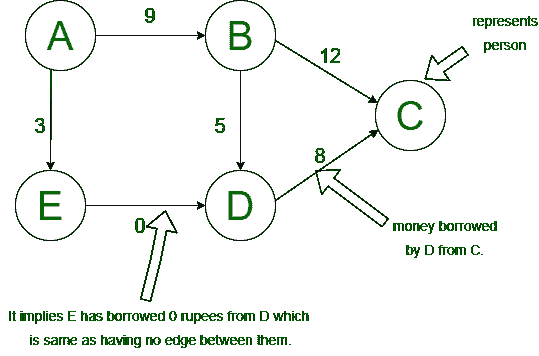 9
A
B
represents
person
12
C
3
5
8
E
D
0
money borrowed
by D from C.
It implies E has borrowed 0 rupees from D which
is same as having no edge between them.